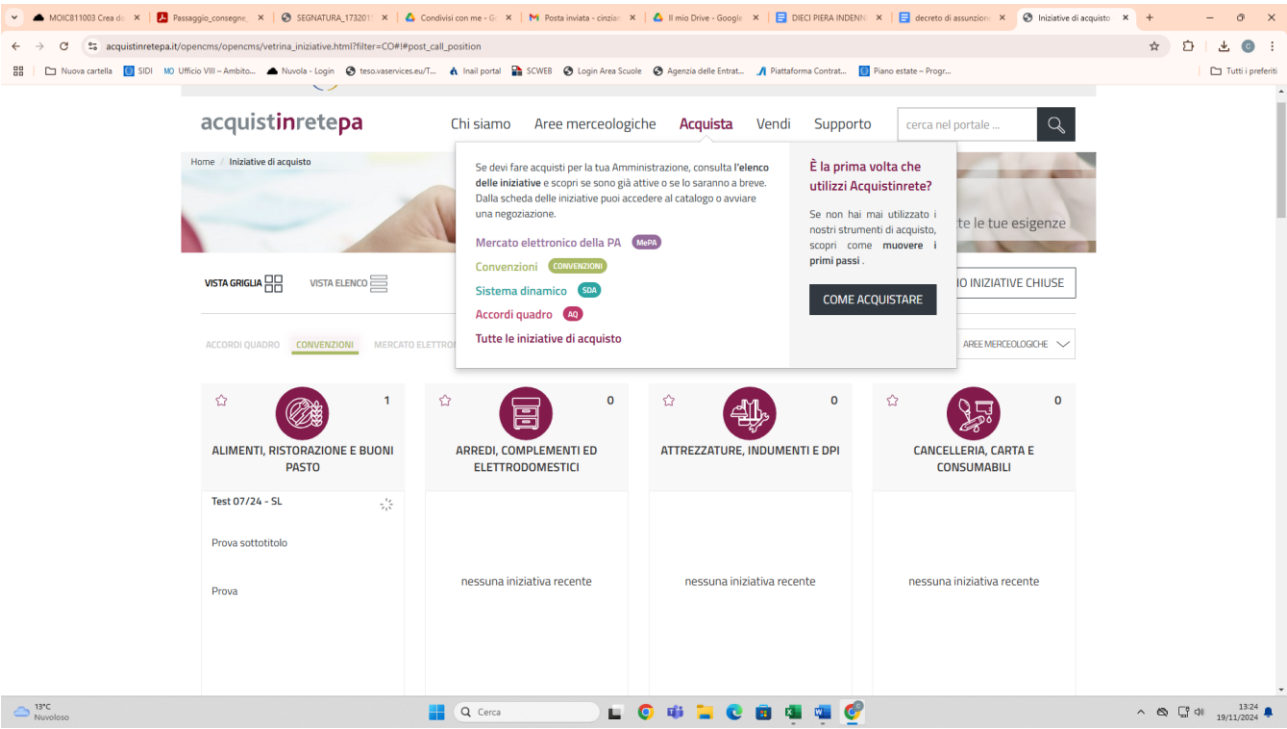 MOIC811003 Crea d
Passaggio_consegne_
SEGNATURA_17320
Condivisi con me - G
Posta inviata - cinzia
Il mio Drive - Google
DIECI PIERA INDENN
decreto di assunzion
Iniziative di acquisto
acquistinretepa.it/opencms/opencms/vetrina_iniziative.html?filter=CO#!#post_call_position
Nuova cartella
SIDI
MO Ufficio VIII – Ambito...
Nuvola - Login
teso.vaservices.eu/T...
Inail portal
SCWEB
Login Area Scuole
Agenzia delle Entrat...
Piattaforma Contrat...
Piano estate – Progr...
Tutti i preferiti
acquistinretepa
Chi siamo
Aree merceologiche
Acquista
Vendi
Supporto
cerca nel portale ...
Home / Iniziative di acquisto
Se devi fare acquisti per la tua Amministrazione, consulta l'elenco
delle iniziative e scopri se sono già attive o se lo saranno a breve.
Dalla scheda delle iniziative puoi accedere al catalogo o avviare
una negoziazione.
Mercato elettronico della PA MePA
Convenzioni CONVENZIONI
Sistema dinamico SDA
Accordi quadro AQ
Tutte le iniziative di acquisto
È la prima volta che
utilizzi Acquistinrete?
Se non hai mai utilizzato i
nostri strumenti di acquisto,
scopri come muovere i
primi passi .
COME ACQUISTARE
te le tue esigenze
VISTA GRIGLIA
VISTA ELENCO
IO INIZIATIVE CHIUSE
ACCORDI QUADRO
CONVENZIONI
MERCATO ELETTRO
AREE MERCEOLOGICHE
1
ALIMENTI, RISTORAZIONE E BUONI
PASTO
0
ARREDI, COMPLEMENTI ED
ELETTRODOMESTICI
0
ATTREZZATURE, INDUMENTI E DPI
0
CANCELLERIA, CARTA E
CONSUMABILI
Test 07/24 - SL
Prova sottotitolo
Prova
nessuna iniziativa recente
nessuna iniziativa recente
nessuna iniziativa recente
13°C
Nuvoloso
Cerca
13:24
19/11/2024